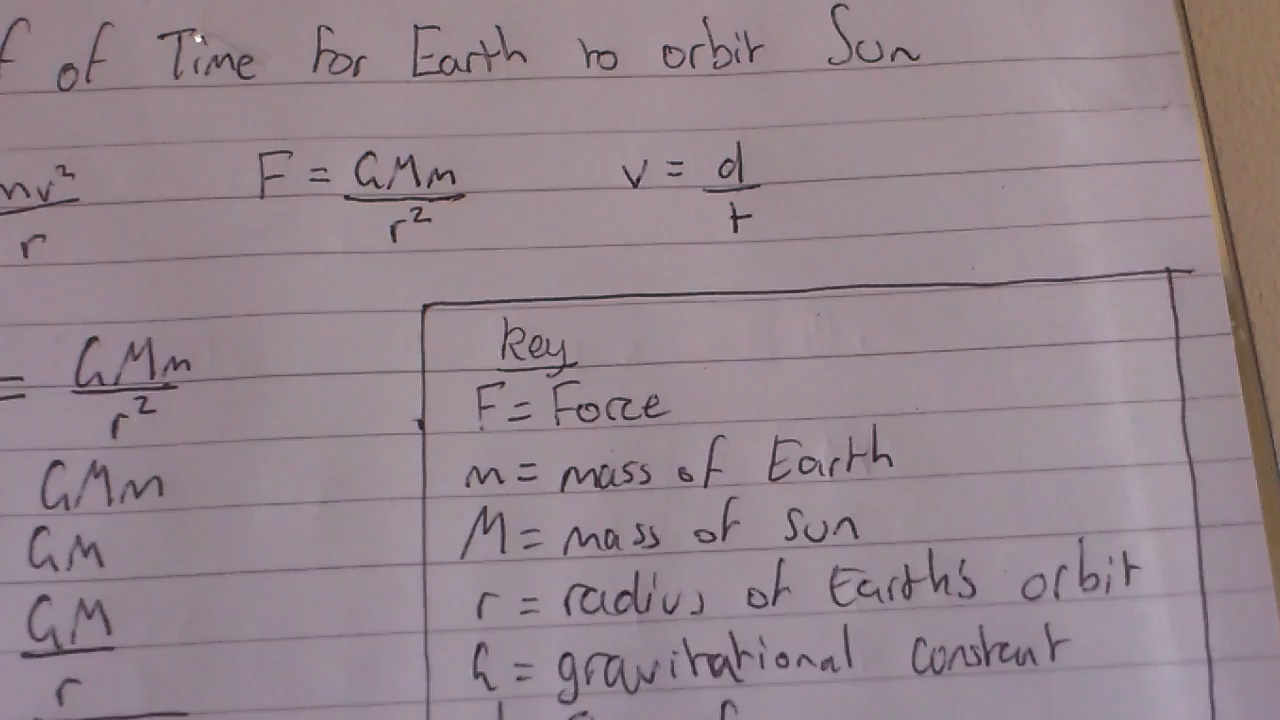 of Time for Earth to orbit Sun
mv²/r F = GMm/r² v = d/t
= GMm/r²
GMm
GM
GM/r
Key
F = Force
m = mass of Earth
M = mass of Sun
r = radius of Earth's orbit
G = gravitational constant